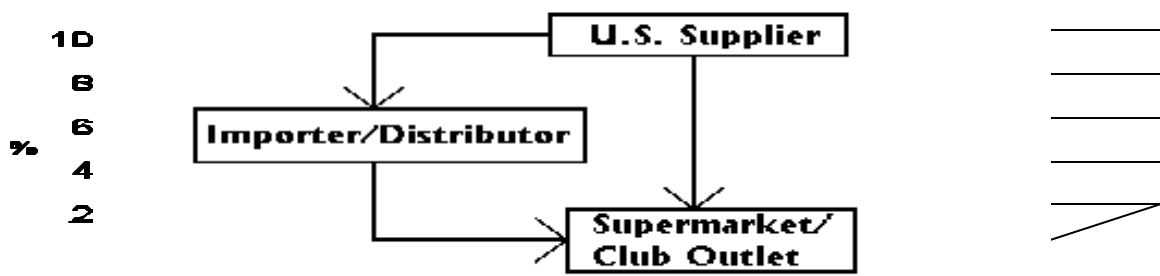 10
U.S. Supplier
8
6
Importer/Distributor
%
4
2
Supermarket/
Club Outlet